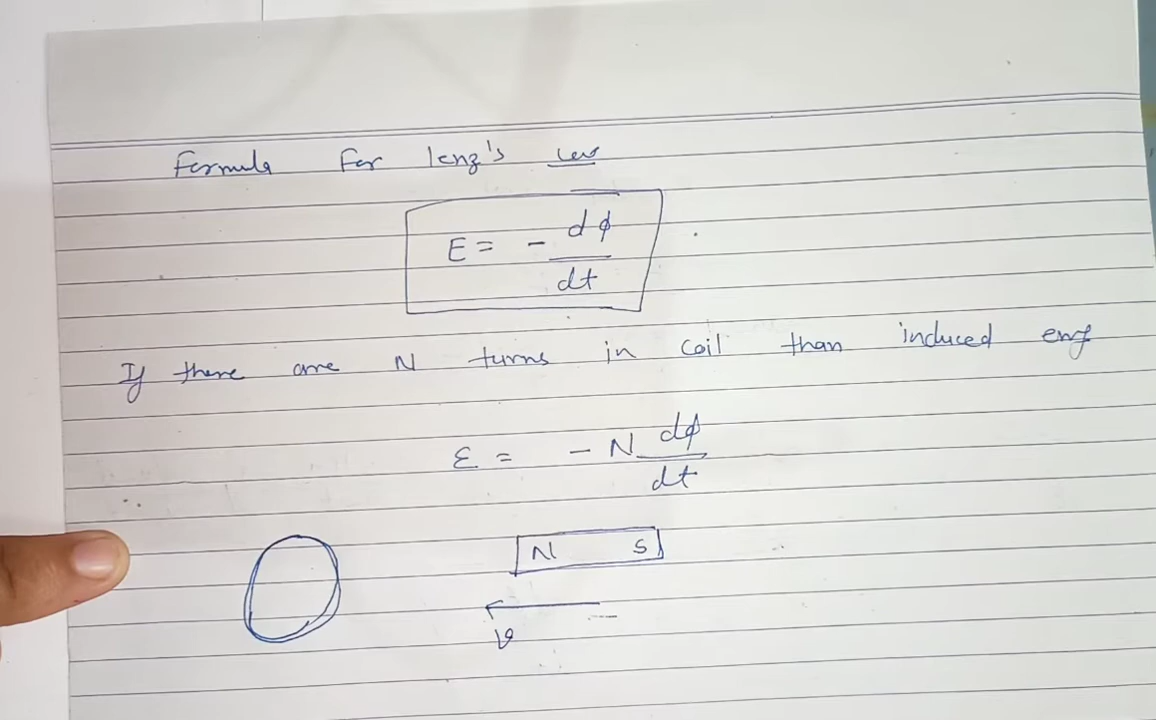 Formula For lenz's law
E = - dϕ/dt
If there are N turns in coil than induced emf
ε = - N dϕ/dt
N S
v